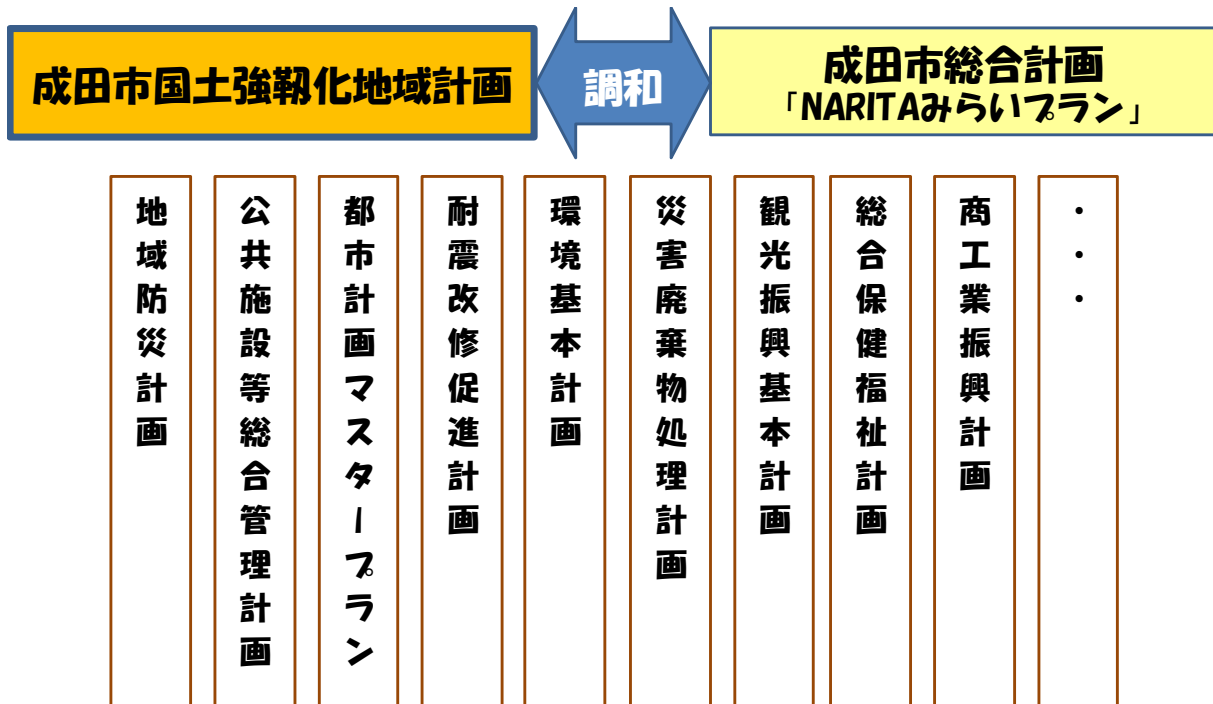 成田市国土強靱化地域計画
調和
成田市総合計画
「NARITAみらいプラン」
地域防災計画
公共施設等総合管理計画
都市計画マスタープラン
耐震改修促進計画
環境基本計画
災害廃棄物処理計画
観光振興基本計画
総合保健福祉計画
商工業振興計画
・・・